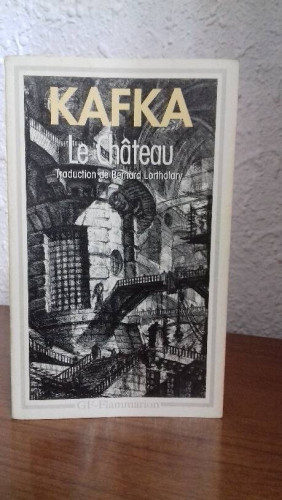 KAFKA
Le Château
Traduction de Bernard Lortholary
GF-Flammarion